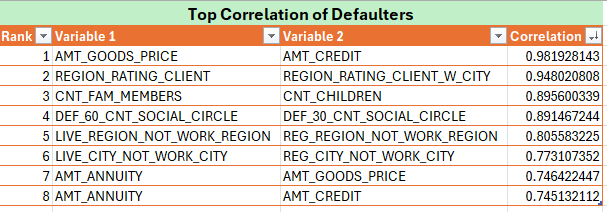 Top Correlation of Defaulters
Rank Variable 1 Variable 2 Correlation
1 AMT_GOODS_PRICE AMT_CREDIT 0.981928143
2 REGION_RATING_CLIENT REGION_RATING_CLIENT_W_CITY 0.948020808
3 CNT_FAM_MEMBERS CNT_CHILDREN 0.895600339
4 DEF_60_CNT_SOCIAL_CIRCLE DEF_30_CNT_SOCIAL_CIRCLE 0.891467244
5 LIVE_REGION_NOT_WORK_REGION REG_REGION_NOT_WORK_REGION 0.805583225
6 LIVE_CITY_NOT_WORK_CITY REG_CITY_NOT_WORK_CITY 0.773107352
7 AMT_ANNUITY AMT_GOODS_PRICE 0.746422447
8 AMT_ANNUITY AMT_CREDIT 0.745132112